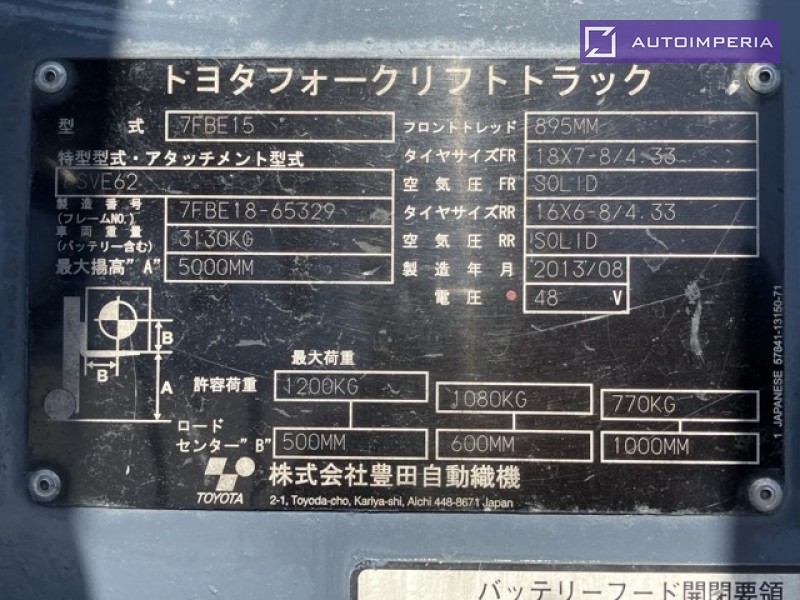 AUTOIMPERIA
トヨタフォークリフトトラック
型式 7FBE15 フロントトレッド 895MM
特型型式・アタッチメント型式 タイヤサイズFR 18X7-8/4.33
SVE62 空気圧FR SOLID
製造番号(フレームNO.) 7FBE18-65329 タイヤサイズRR 16X6-8/4.33
車両重量(バッテリー含む) 3130KG 空気圧RR SOLID
最大揚高"A" 5000MM 製造年月 2013/08
電圧 48 V
B
B
A
最大荷重
許容荷重 1200KG 1080KG 770KG
ロードセンター"B" 500MM 600MM 1000MM
TOYOTA 株式会社豊田自動織機
2-1, Toyoda-cho, Kariya-shi, Aichi 448-8671 Japan
1 JAPANESE 57641-13150-71
バッテリーフード開閉要領